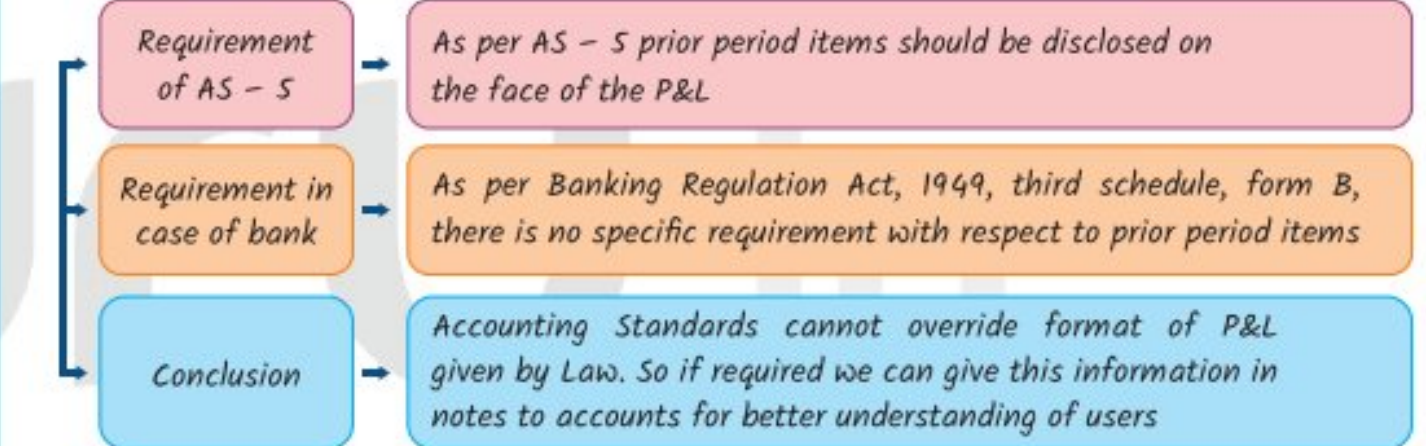 Requirement
of AS – 5
As per AS – 5 prior period items should be disclosed on
the face of the P&L
Requirement in
case of bank
As per Banking Regulation Act, 1949, third schedule, form B,
there is no specific requirement with respect to prior period items
Conclusion
Accounting Standards cannot override format of P&L
given by Law. So if required we can give this information in
notes to accounts for better understanding of users